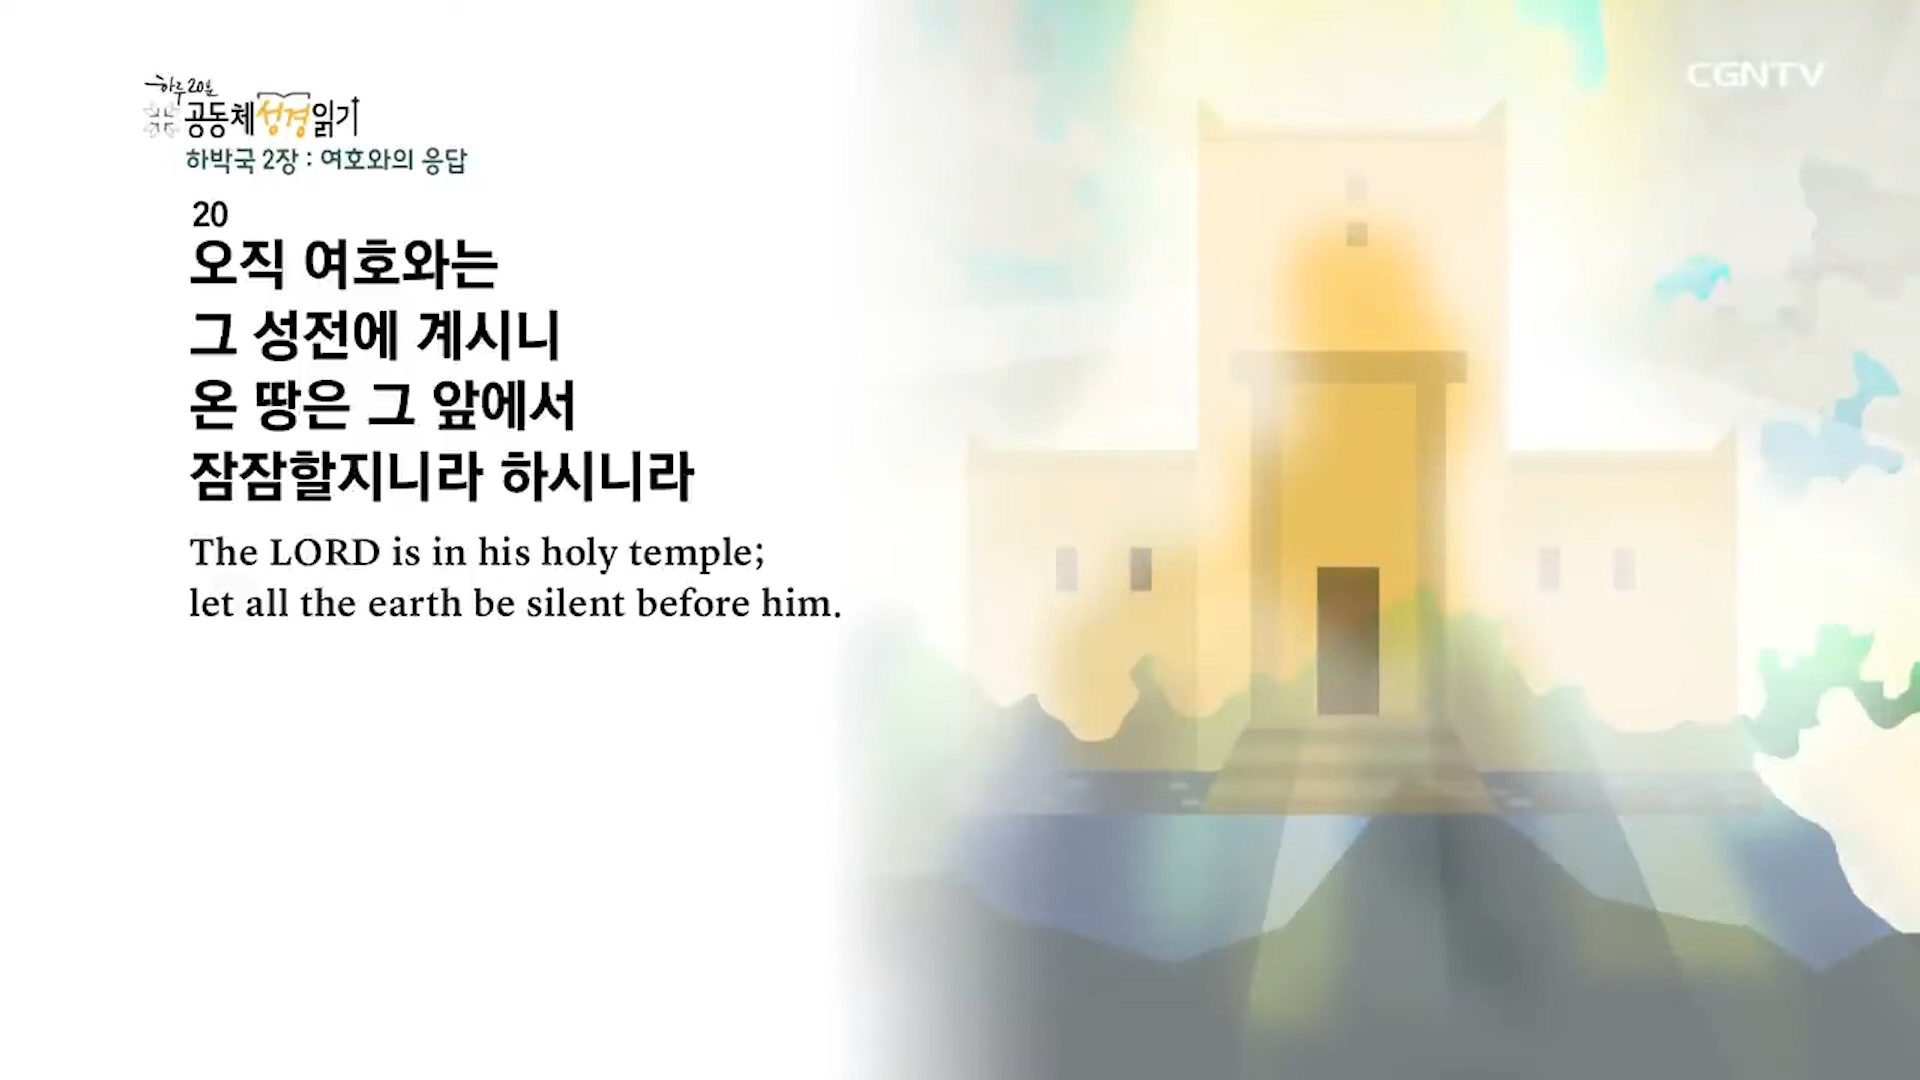 하루 20분
공동체성경읽기
CGNTV
하박국 2장 : 여호와의 응답
20
오직 여호와는
그 성전에 계시니
온 땅은 그 앞에서
잠잠할지니라 하시니라
The LORD is in his holy temple;
let all the earth be silent before him.